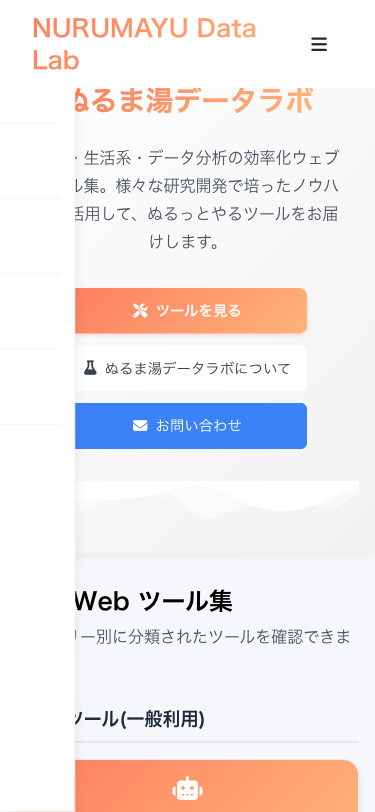 NURUMAYU Data
Lab
ぬるま湯データラボ
・生活系・データ分析の効率化ウェブ
ル集。様々な研究開発で培ったノウハ
活用して、ぬるっとやるツールをお届
けします。
ツールを見る
ぬるま湯データラボについて
お問い合わせ
Web ツール集
リー別に分類されたツールを確認できま
ツール(一般利用)